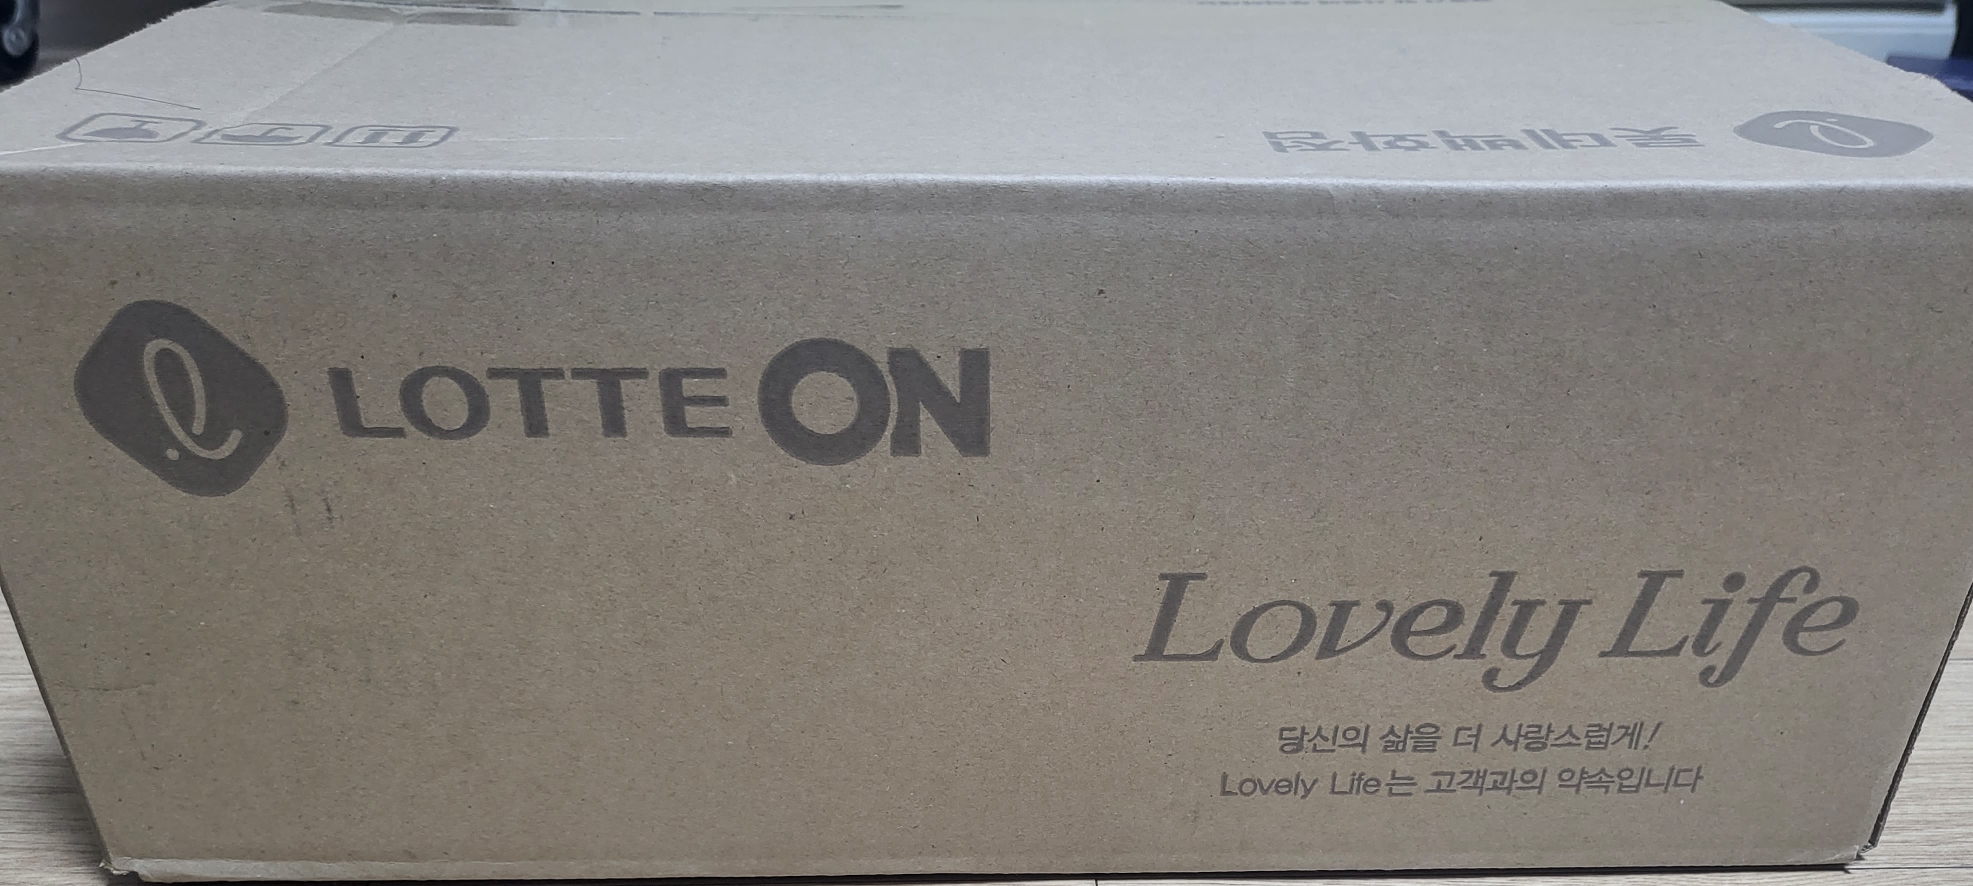 롯데백화점
LOTTE ON
Lovely Life
당신의 삶을 더 사랑스럽게!
Lovely Life는 고객과의 약속입니다